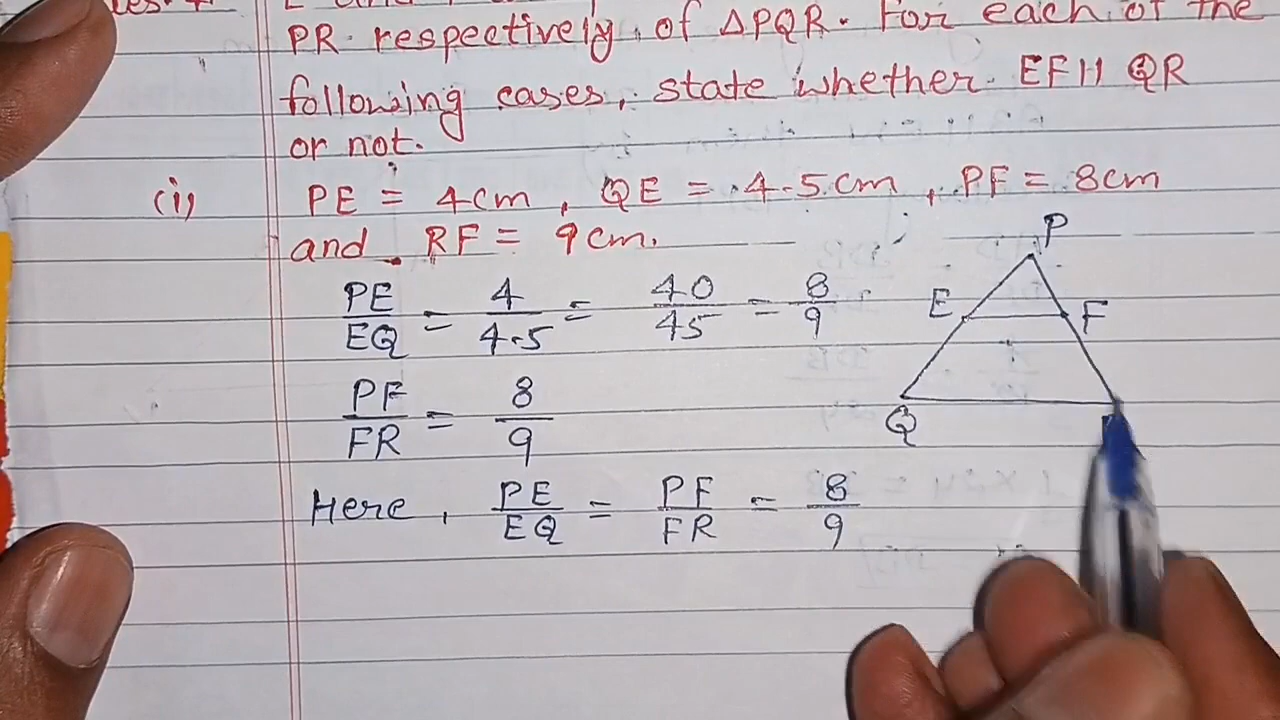 PR respectively, of ΔPQR. For each of the
following cases, state whether EF || QR
or not.
(i) PE = 4cm, QE = 4.5cm, PF = 8cm
and RF = 9cm.
PE/EQ = 4/4.5 = 40/45 = 8/9
PF/FR = 8/9
Here, PE/EQ = PF/FR = 8/9
P
E
F
Q